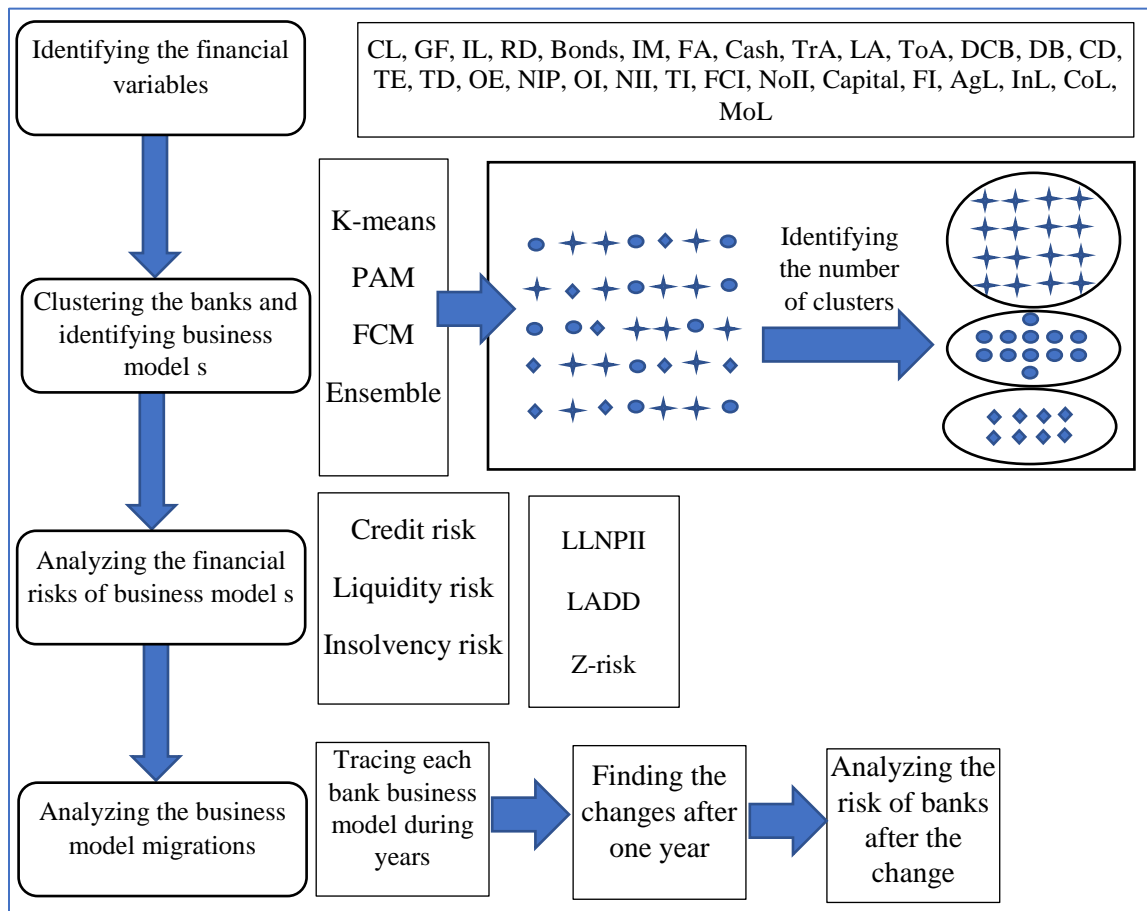 Identifying the financial
variables
CL, GF, IL, RD, Bonds, IM, FA, Cash, TrA, LA, ToA, DCB, DB, CD,
TE, TD, OE, NIP, OI, NII, TI, FCI, NoII, Capital, FI, AgL, InL, CoL,
MoL
Clustering the banks and
identifying business
model s
K-means
PAM
FCM
Ensemble
Identifying
the number
of clusters
Analyzing the financial
risks of business model s
Credit risk
Liquidity risk
Insolvency risk
LLNPII
LADD
Z-risk
Analyzing the business
model migrations
Tracing each
bank business
model during
years
Finding the
changes after
one year
Analyzing the
risk of banks
after the
change